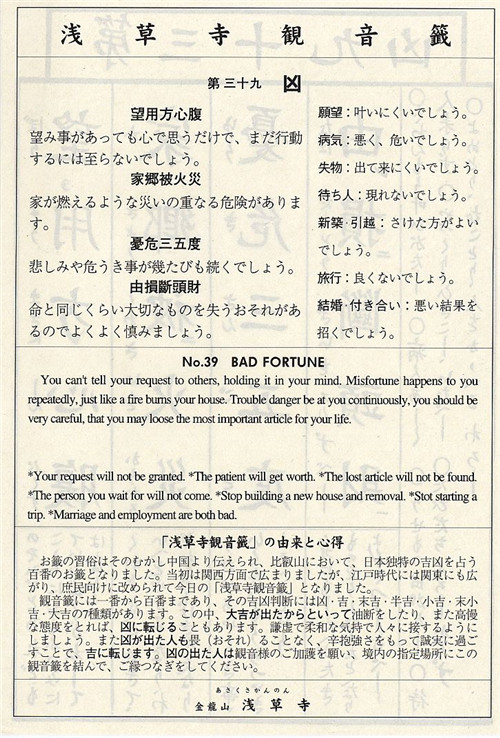 浅草寺観音籤
第三十九 凶
望用方心腹
望み事があっても心で思うだけで、まだ行動
するには至らないでしょう。
家郷被火災
家が燃えるような災いの重なる危険がありま
す。
憂危三五度
悲しみや危うき事が幾たびも続くでしょう。
由損斷頭財
命と同じくらい大切なものを失うおそれがあ
るのでよくよく慎みましょう。
願望：叶いにくいでしょう。
病気：悪く、危いでしょう。
失物：出て来にくいでしょう。
待ち人：現れないでしょう。
新築・引越：さけた方がよい
でしょう。
旅行：良くないでしょう。
結婚・付き合い：悪い結果を
招くでしょう。
No.39 BAD FORTUNE
You can't tell your request to others, holding it in your mind. Misfortune happens to you
repeatedly, just like a fire burns your house. Trouble danger be at you continuously, you should be
very careful, that you may loose the most important article for your life.
*Your request will not be granted. *The patient will get worth. *The lost article will not be found.
*The person you wait for will not come. *Stop building a new house and removal. *Stot starting a
trip. *Marriage and employment are both bad.
「浅草寺観音籤」の由来と心得
お籤の習俗はそのむかし中国より伝えられ、比叡山において、日本独特の吉凶を占う
百番のお籤となりました。当初は関西方面で広まりましたが、江戸時代には関東にも広
がり、庶民向けに改められて今日の「浅草寺観音籤」となりました。
観音籤には一番から百番まであり、その吉凶判断には凶・吉・末吉・半吉・小吉・末小
吉・大吉の種類があります。この中、大吉が出たからといって油断をしたり、また高慢
な態度をとれば、凶に転じることもあります。謙虚で柔和な気持で人々に接するように
しましょう。また凶が出た人も畏（おそれ）ることなく、辛抱強さをもって誠実に過ご
すことで、吉に転じます。凶の出た人は観音様のご加護を願い、境内の指定場所にこの
観音籤を結んで、ご縁つなぎをしてください。
あさくさかんのん
金龍山 浅草寺